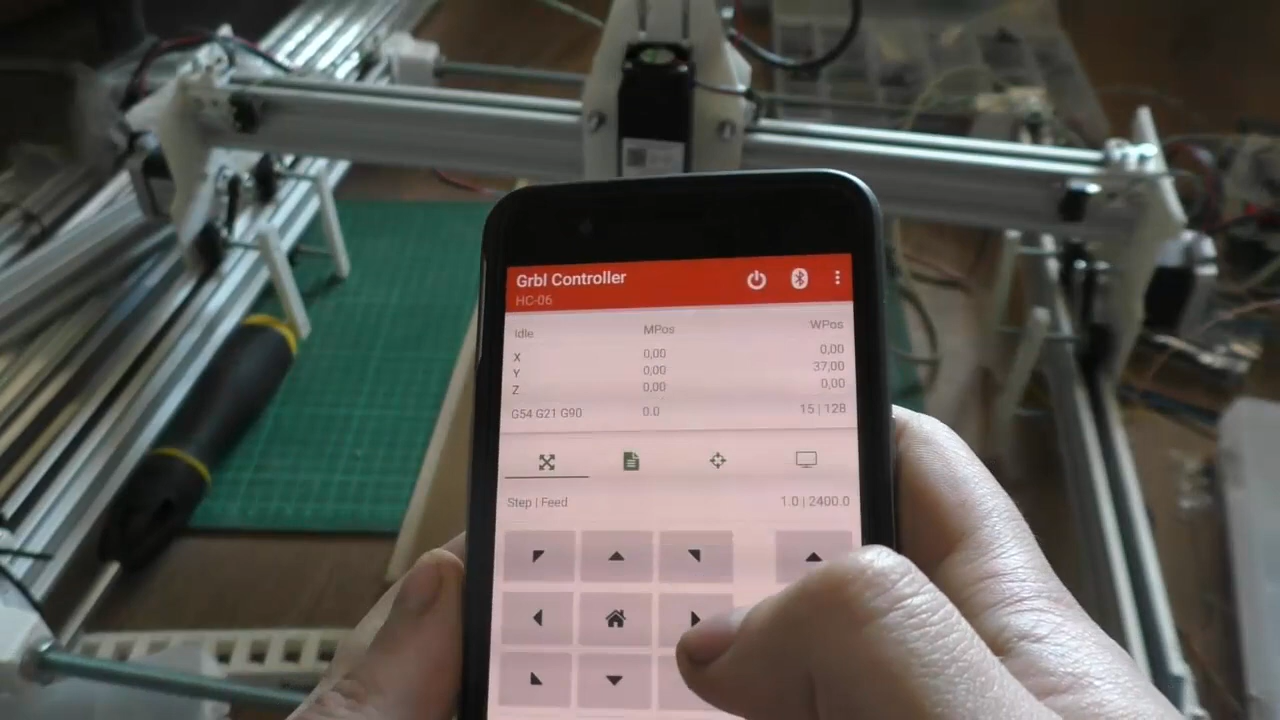 Grbl Controller
HC-06
Idle MPos WPos
X 0,00 0,00
Y 0,00 37,00
Z 0,00 0,00
G54 G21 G90 0.0 15 | 128
Step | Feed 1.0 | 2400.0